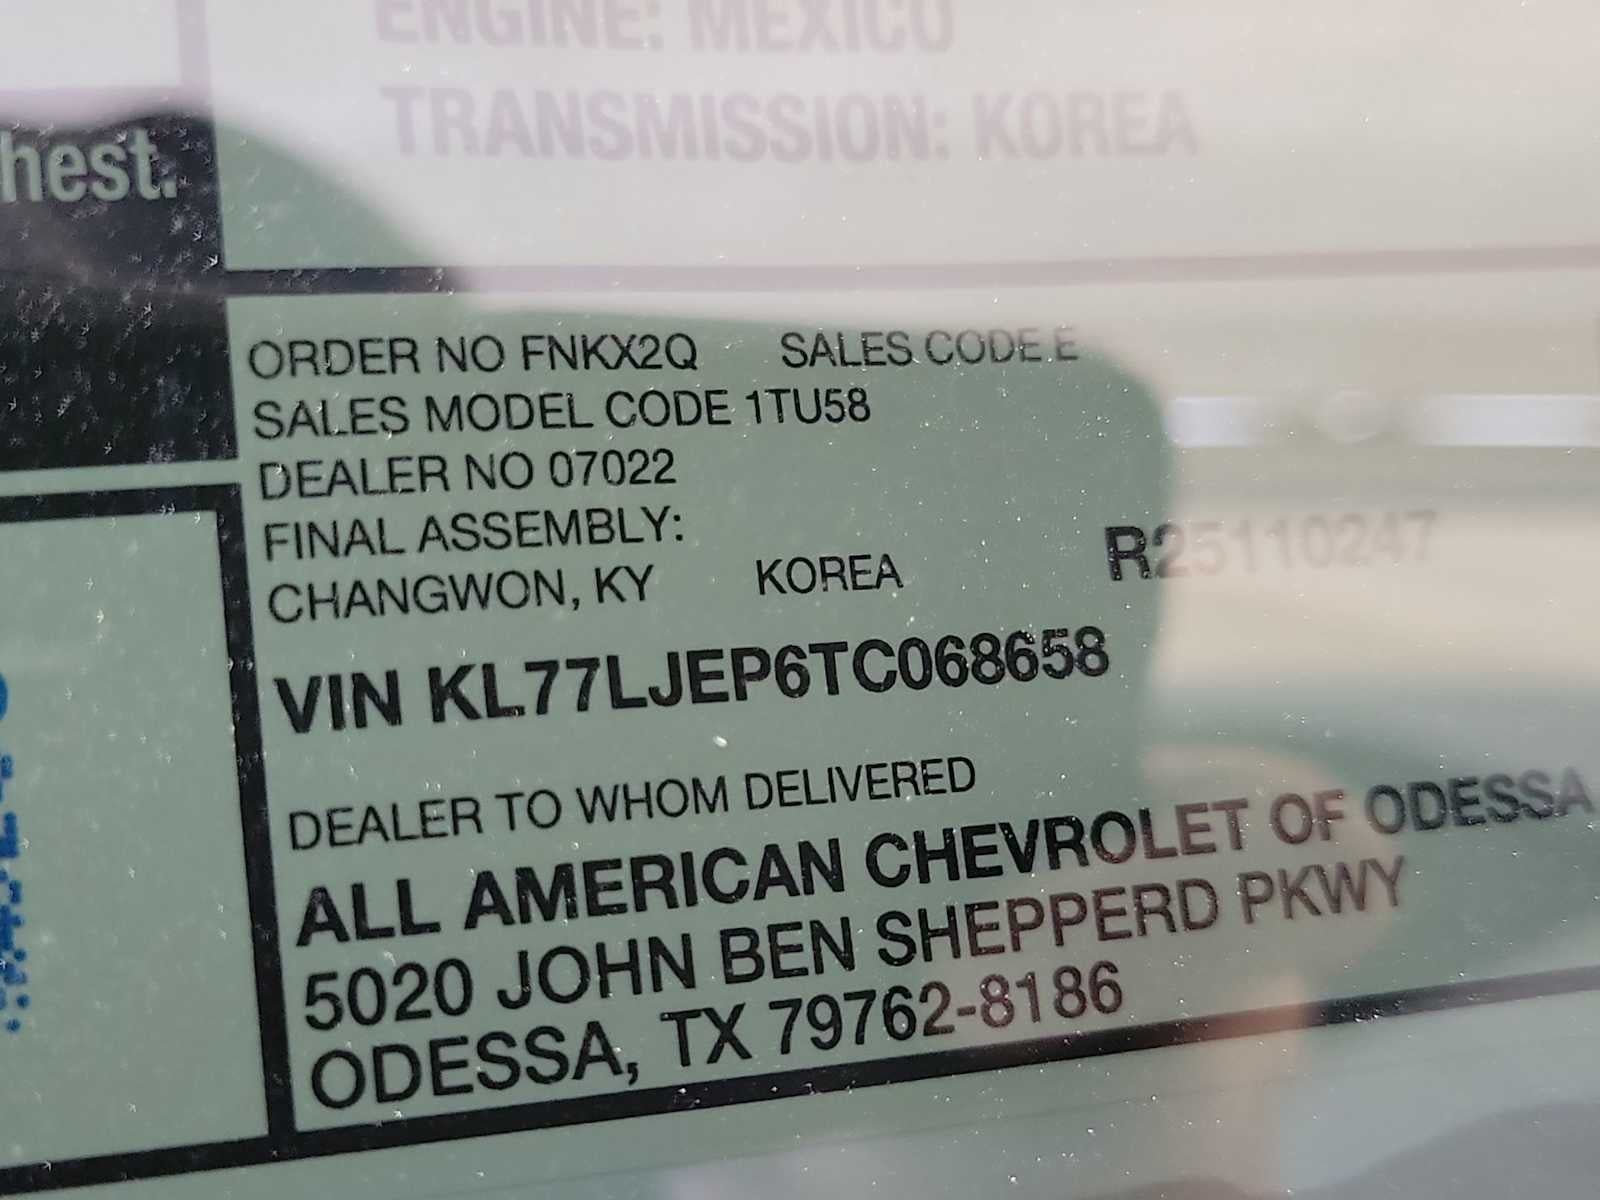 ENGINE: MEXICO
TRANSMISSION: KOREA
hest.
ORDER NO FNKX2Q SALES CODE E
SALES MODEL CODE 1TU58
DEALER NO 07022
FINAL ASSEMBLY:
CHANGWON, KY KOREA R25110247
VIN KL77LJEP6TC068658
DEALER TO WHOM DELIVERED
ALL AMERICAN CHEVROLET OF ODESSA
5020 JOHN BEN SHEPPERD PKWY
ODESSA, TX 79762-8186